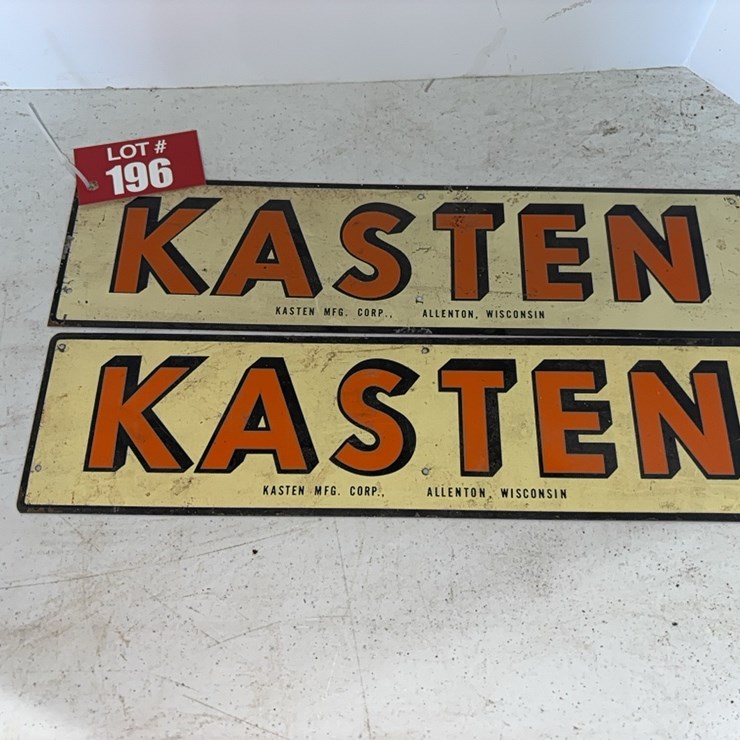 LOT #
196
KASTEN
KASTEN MFG. CORP., ALLENTON, WISCONSIN
KASTEN
KASTEN MFG. CORP., ALLENTON, WISCONSIN